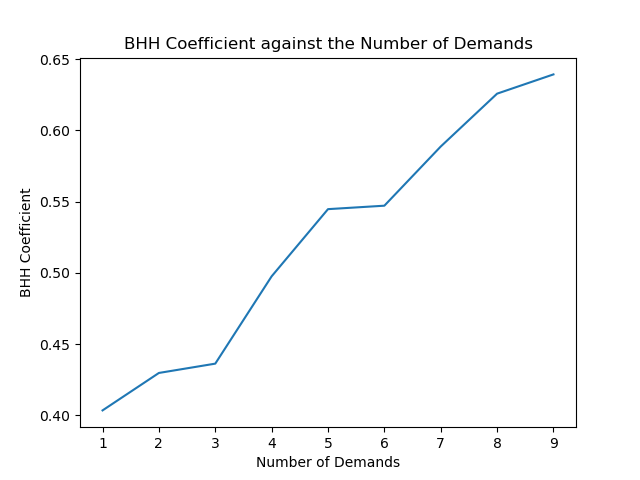 BHH Coefficient against the Number of Demands
0.65
0.60
0.55
0.50
0.45
0.40
BHH Coefficient
1 2 3 4 5 6 7 8 9
Number of Demands